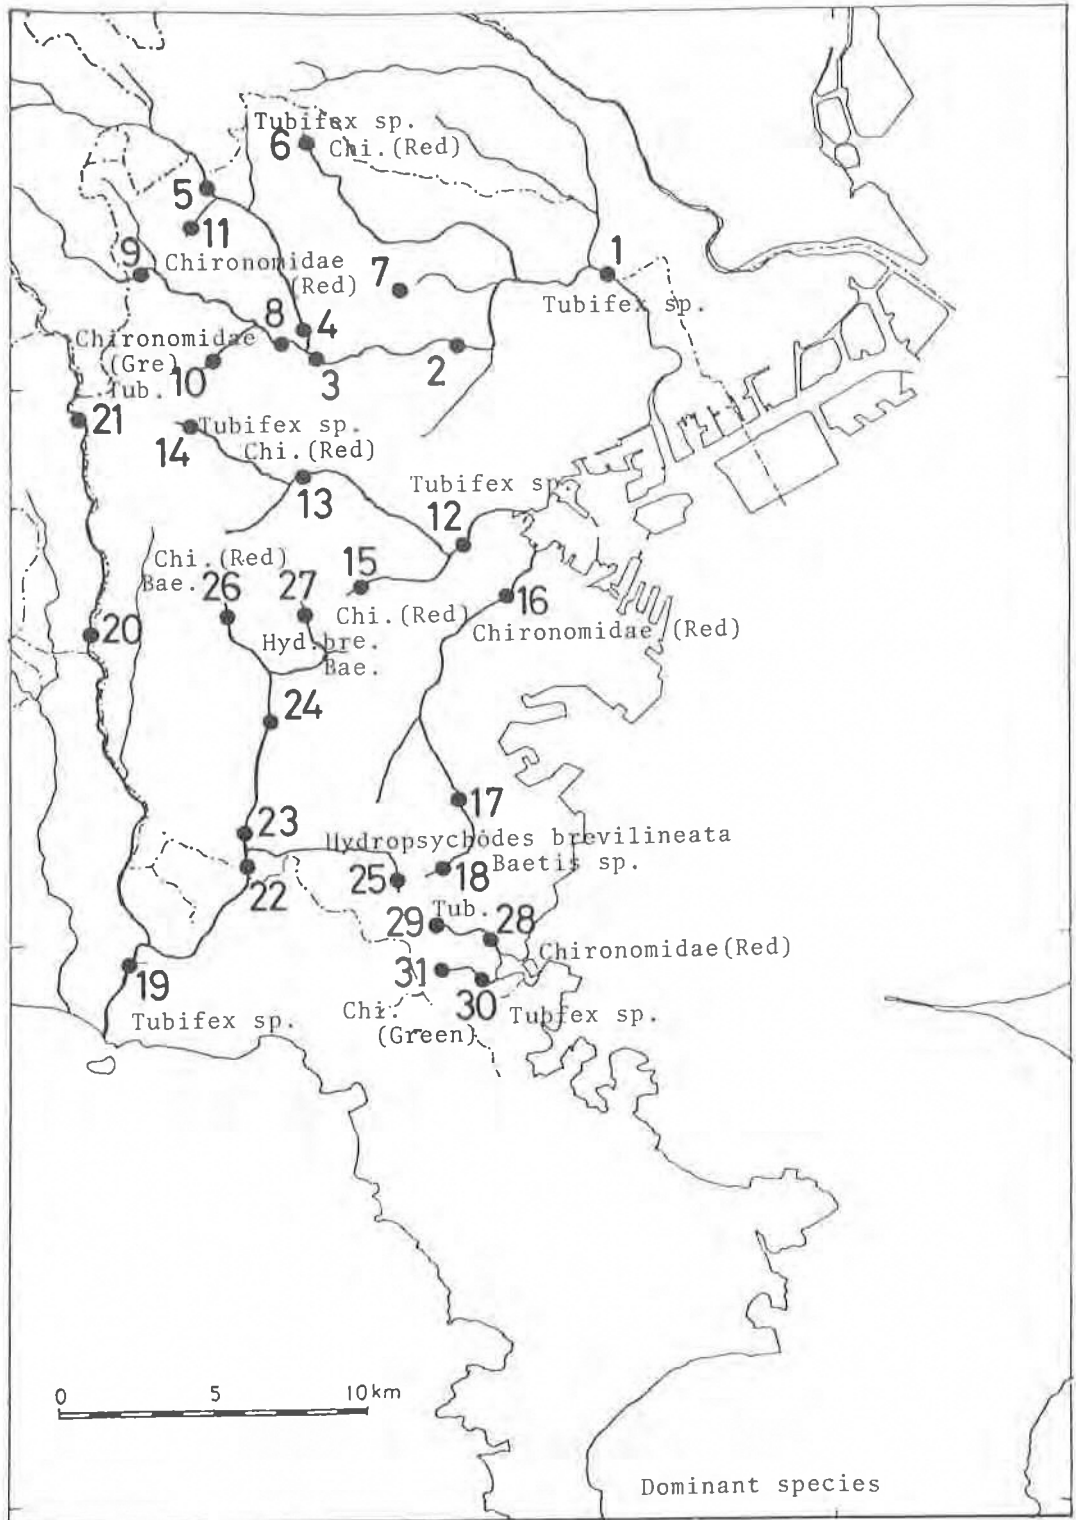 Tubifex sp.
6
Chi.(Red)
5
11
9
Chironomidae
(Red)
7
1
Tubifex sp.
8
4
Chironomidae
(Gre)
Tub.
10
3
2
21
Tubifex sp.
14
Chi.(Red)
13
Tubifex sp.
12
Chi.(Red)
Bae.
26
27
15
16
Chi.(Red)
Chironomidae (Red)
20
Hyd.bre.
Bae.
24
17
23
Hydropsychodes brevilineata
Baetis sp.
25
18
22
Tub.
29
28
Chironomidae(Red)
31
19
30
Chi.
(Green)
Tubfex sp.
Tubifex sp.
0
5
10km
Dominant species